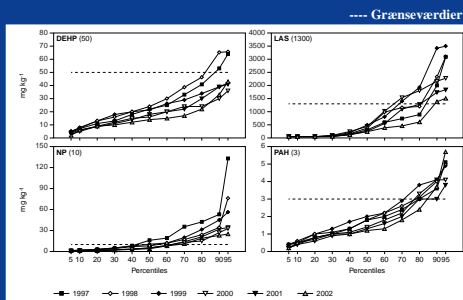 ---- Grænseværdier
DEHP (50)
mg kg⁻¹
80
70
60
50
40
30
20
10
0
LAS (1300)
4000
3500
3000
2500
2000
1500
1000
500
0
NP (10)
mg kg⁻¹
150
120
90
60
30
0
5 10 20 30 40 50 60 70 80 9095
Percentiles
PAH (3)
6
5
4
3
2
1
0
5 10 20 30 40 50 60 70 80 9095
Percentiles
1997 1998 1999 2000 2001 2002